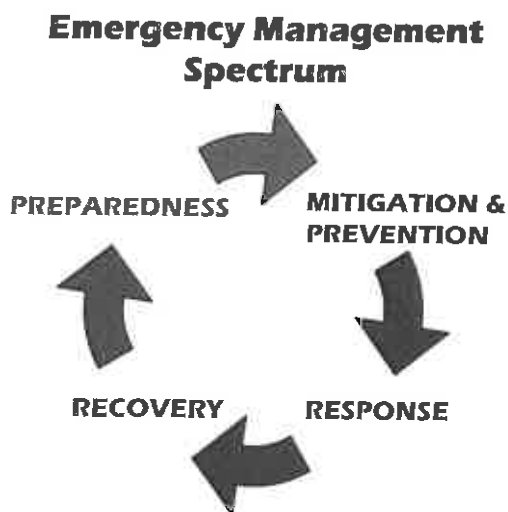 Emergency Management
Spectrum
PREPAREDNESS
MITIGATION &
PREVENTION
RECOVERY
RESPONSE